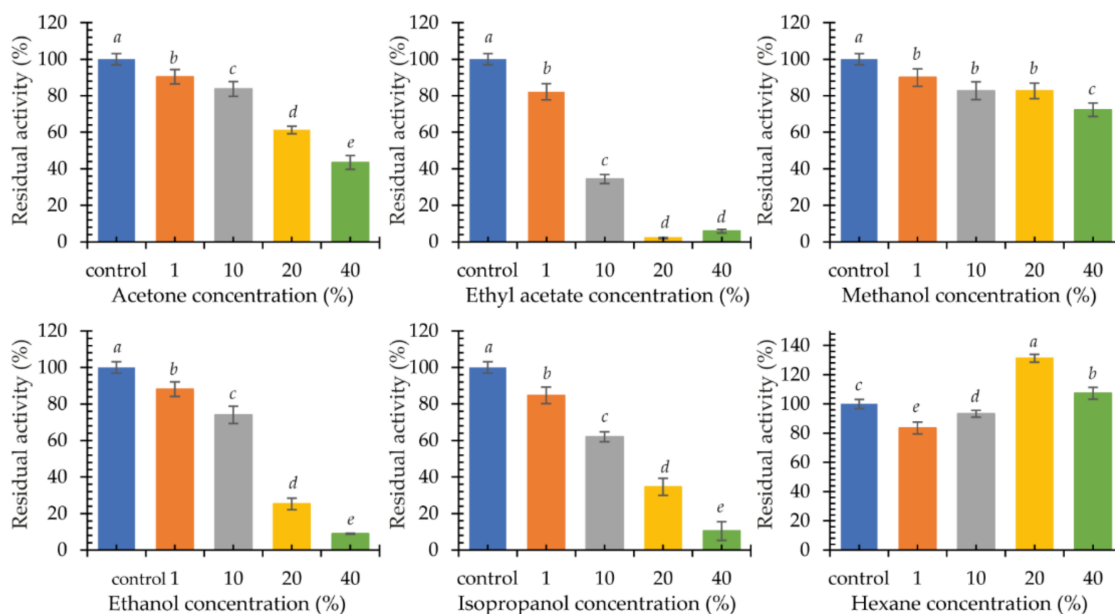 Residual activity (%)
120
100
80
60
40
20
0
a
b
c
d
e
control 1 10 20 40
Acetone concentration (%)
Residual activity (%)
120
100
80
60
40
20
0
a
b
c
d
d
control 1 10 20 40
Ethyl acetate concentration (%)
Residual activity (%)
120
100
80
60
40
20
0
a
b
b
b
c
control 1 10 20 40
Methanol concentration (%)
Residual activity (%)
120
100
80
60
40
20
0
a
b
c
d
e
control 1 10 20 40
Ethanol concentration (%)
Residual activity (%)
120
100
80
60
40
20
0
a
b
c
d
e
control 1 10 20 40
Isopropanol concentration (%)
Residual activity (%)
140
120
100
80
60
40
20
0
c
e
d
a
b
control 1 10 20 40
Hexane concentration (%)